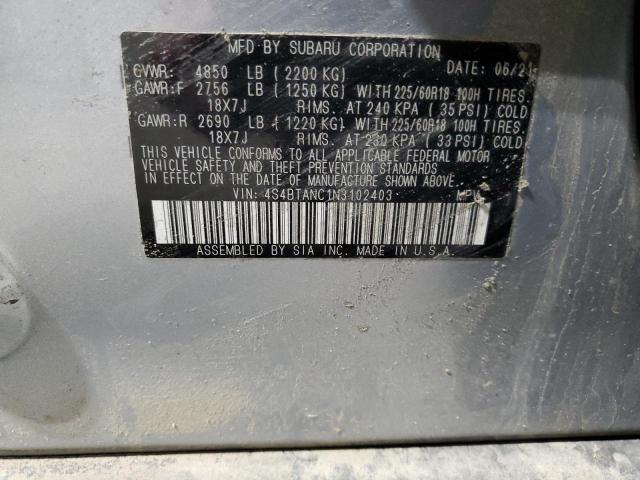 MFD BY SUBARU CORPORATION
GVWR: 4850 LB (2200 KG) DATE: 06/21
GAWR:F 2756 LB (1250 KG) WITH 225/60R18 100H TIRES,
18X7J RIMS, AT 240 KPA (35 PSI) COLD
GAWR:R 2690 LB (1220 KG) WITH 225/60R18 100H TIRES,
18X7J RIMS, AT 230 KPA (33 PSI) COLD
THIS VEHICLE CONFORMS TO ALL APPLICABLE FEDERAL MOTOR
VEHICLE SAFETY AND THEFT PREVENTION STANDARDS
IN EFFECT ON THE DATE OF MANUFACTURE SHOWN ABOVE.
VIN: 4S4BTANC1N3102403 MPV
ASSEMBLED BY SIA INC. MADE IN U.S.A.